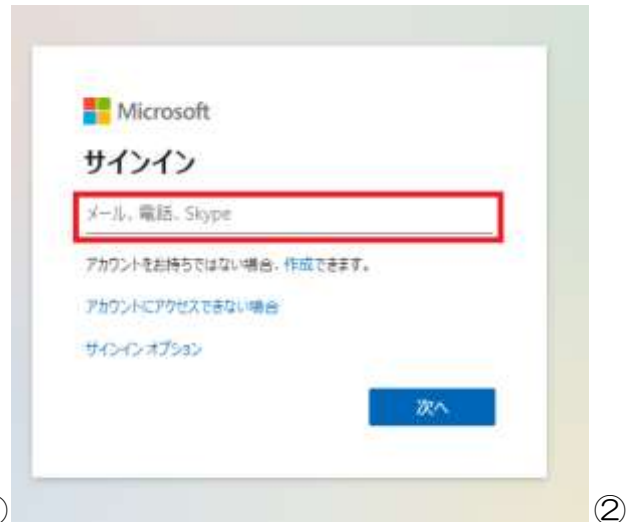 Microsoft
サインイン
メール、電話、Skype
アカウントをお持ちではない場合、作成できます。
アカウントにアクセスできない場合
サインイン オプション
次へ
②